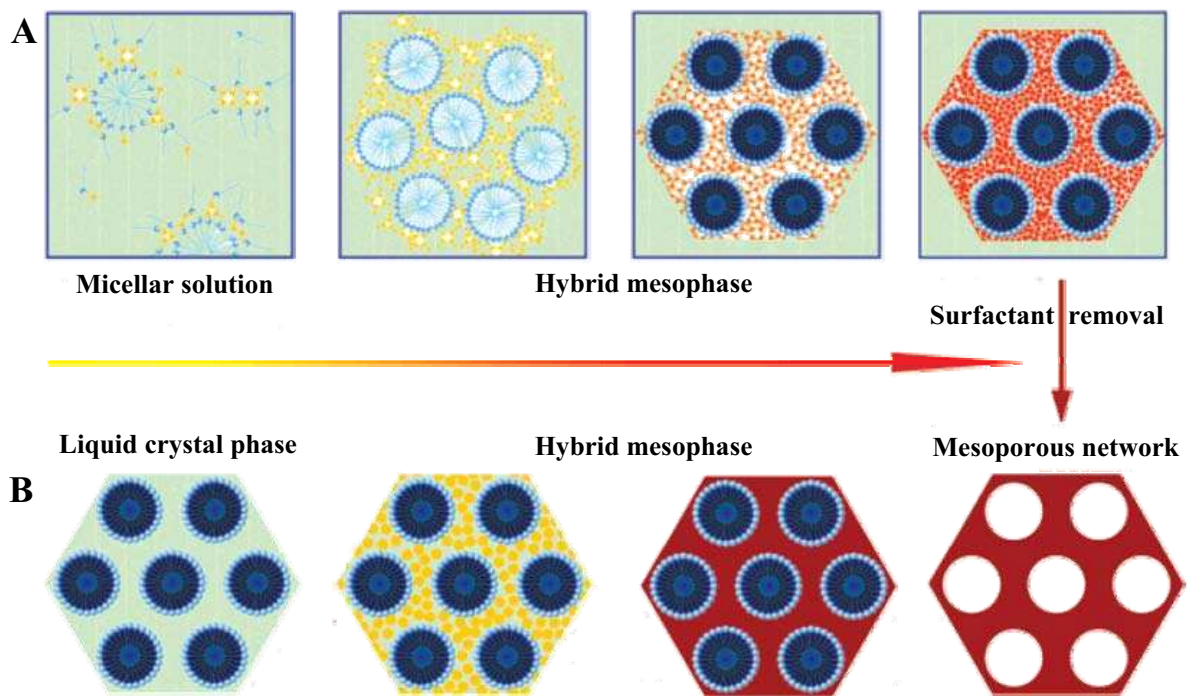 A
Micellar solution
Hybrid mesophase
Surfactant removal
Liquid crystal phase
Hybrid mesophase
Mesoporous network
B